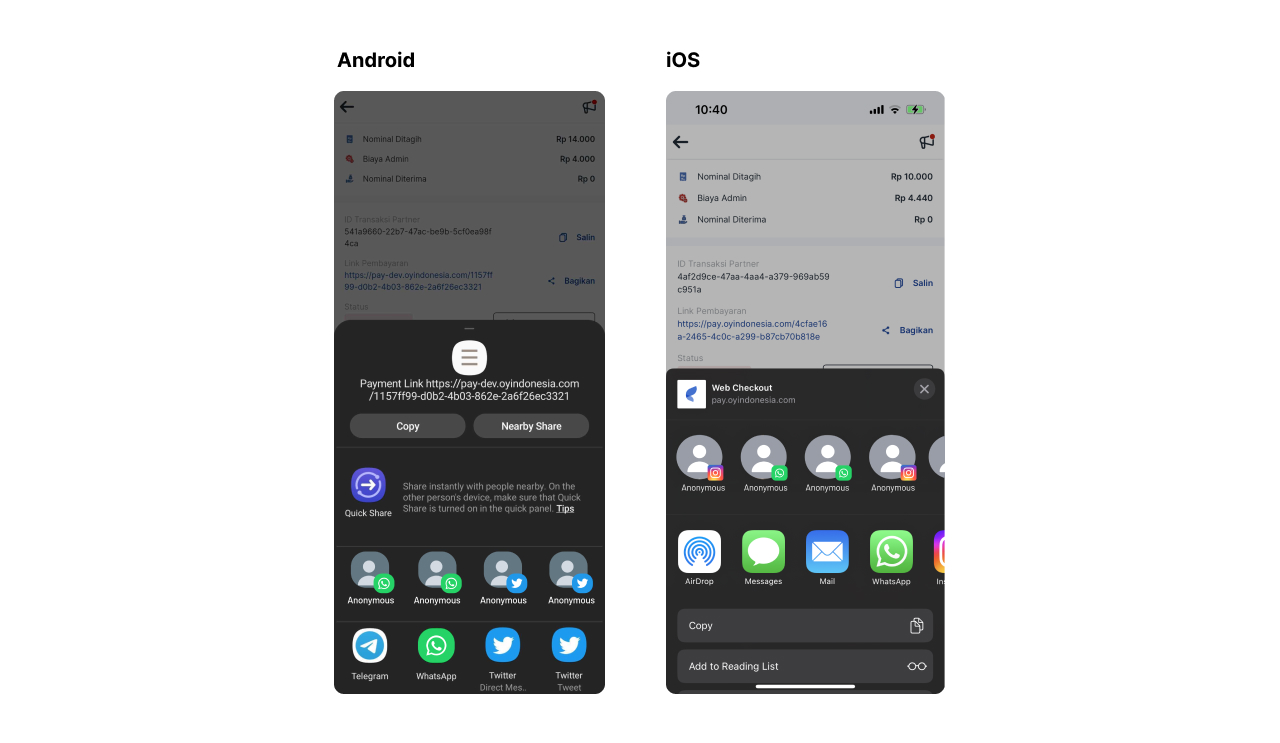 Android
Nominal Ditagih Rp 14.000
Biaya Admin Rp 4.000
Nominal Diterima Rp 0
ID Transaksi Partner
541a9660-22b7-47ac-be9b-5cf0ea98f
4ca
Salin
Link Pembayaran
https://pay-dev.oyindonesia.com/1157ff
99-d0b2-4b03-862e-2a6f26ec3321
Bagikan
Status
Payment Link https://pay-dev.oyindonesia.com
/1157ff99-d0b2-4b03-862e-2a6f26ec3321
Copy Nearby Share
Quick Share
Share instantly with people nearby. On the
other person's device, make sure that Quick
Share is turned on in the quick panel. Tips
Anonymous Anonymous Anonymous Anonymous
Telegram WhatsApp Twitter Twitter
Direct Mes.. Tweet
iOS
10:40
Nominal Ditagih Rp 10.000
Biaya Admin Rp 4.440
Nominal Diterima Rp 0
ID Transaksi Partner
4af2d9ce-47aa-4aa4-a379-969ab59
c951a
Salin
Link Pembayaran
https://pay.oyindonesia.com/4cfae16
a-2465-4c0c-a299-b87cb70b818e
Bagikan
Status
Web Checkout
pay.oyindonesia.com
Anonymous Anonymous Anonymous Anonymous
AirDrop Messages Mail WhatsApp
Copy
Add to Reading List